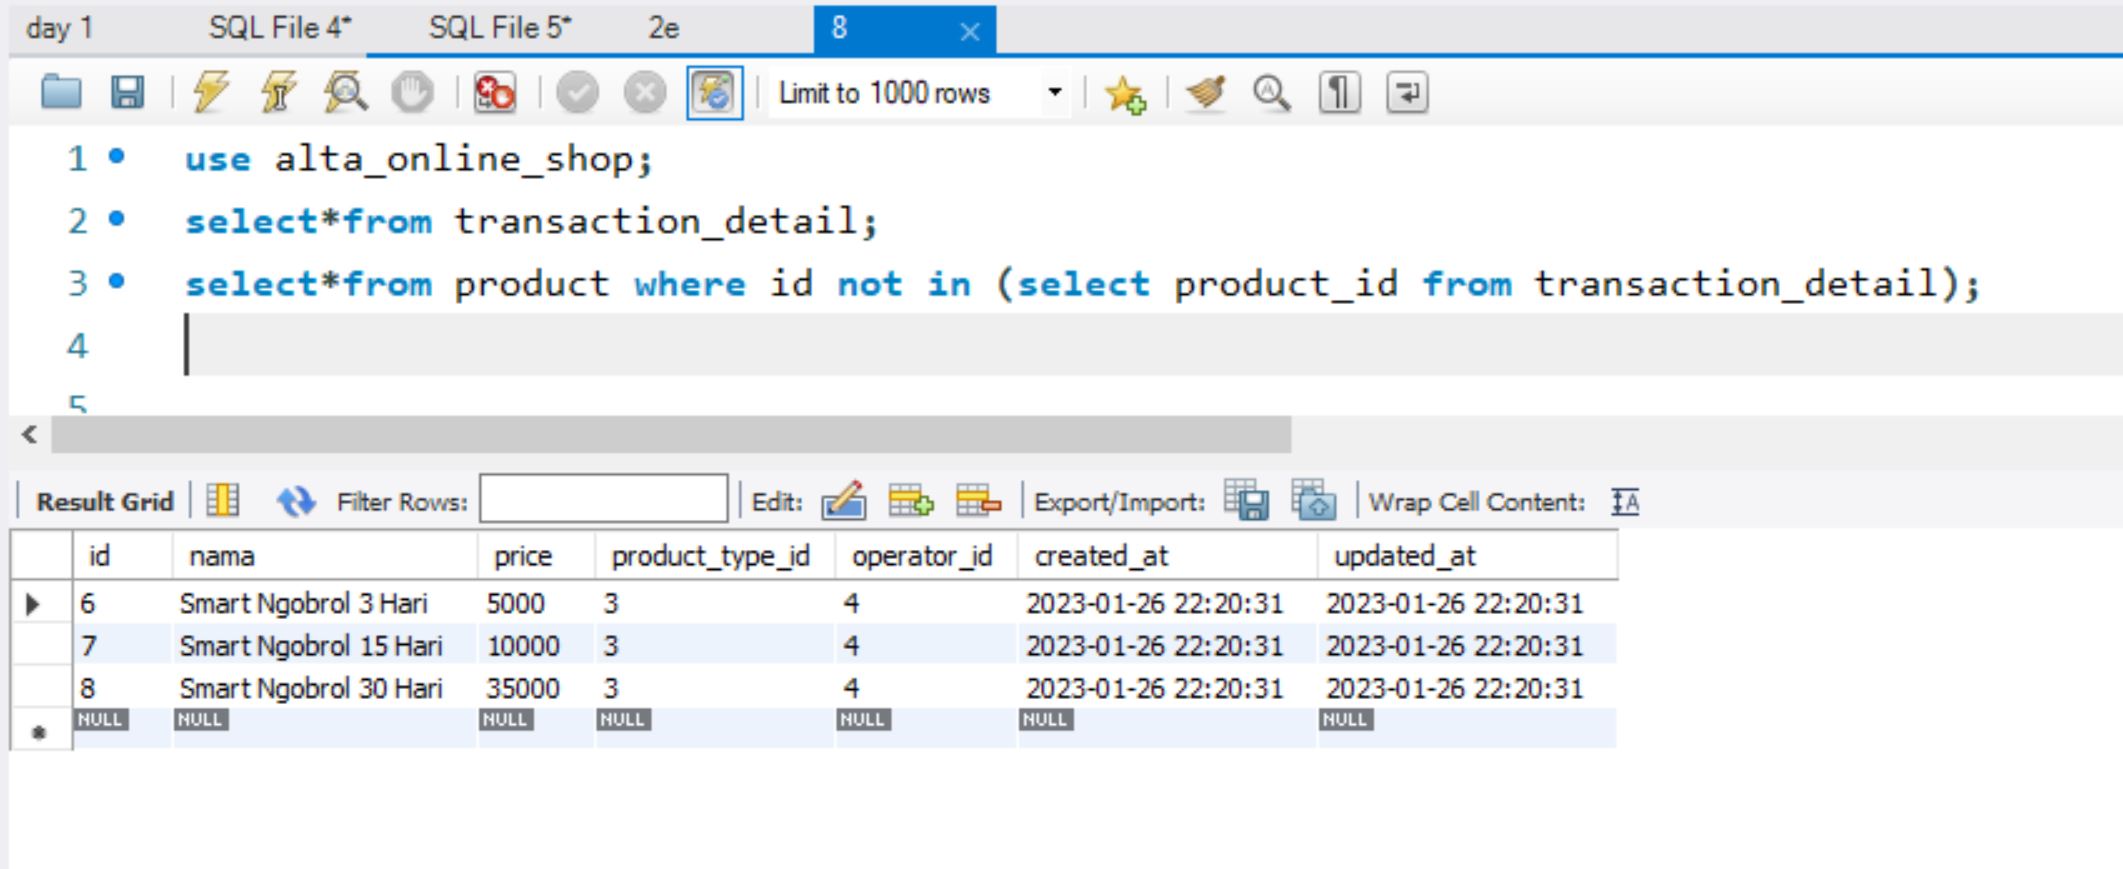 day 1 SQL File 4* SQL File 5* 2e 8
Limit to 1000 rows
1 use alta_online_shop;
2 select*from transaction_detail;
3 select*from product where id not in (select product_id from transaction_detail);
4
5
Result Grid Filter Rows: Edit: Export/Import: Wrap Cell Content:
id nama price product_type_id operator_id created_at updated_at
6 Smart Ngobrol 3 Hari 5000 3 4 2023-01-26 22:20:31 2023-01-26 22:20:31
7 Smart Ngobrol 15 Hari 10000 3 4 2023-01-26 22:20:31 2023-01-26 22:20:31
8 Smart Ngobrol 30 Hari 35000 3 4 2023-01-26 22:20:31 2023-01-26 22:20:31
NULL NULL NULL NULL NULL NULL NULL